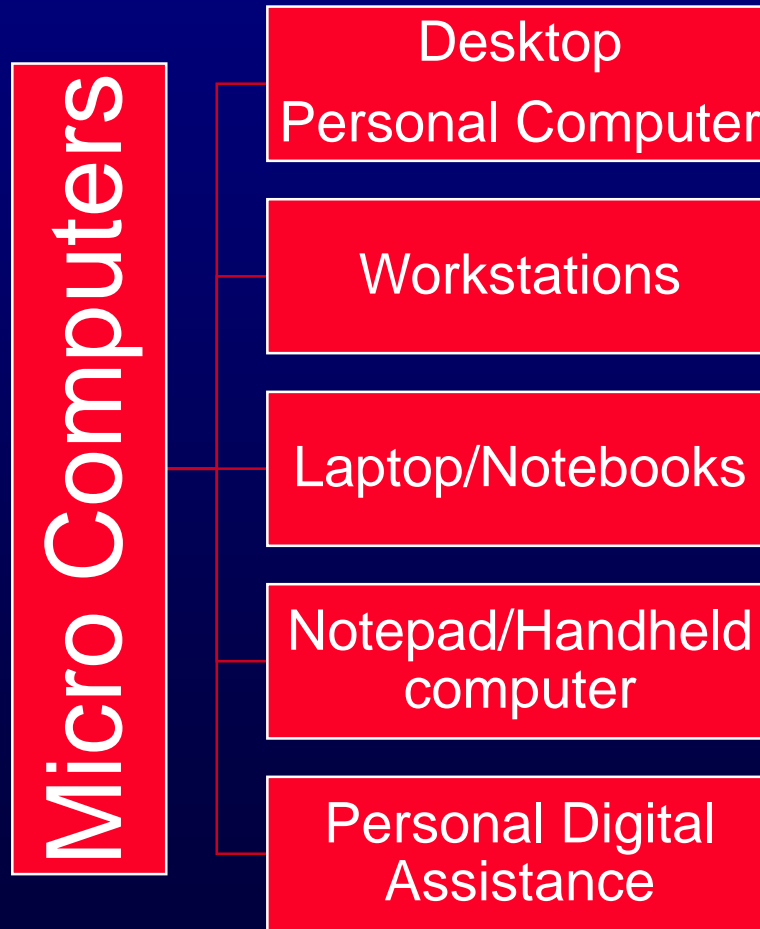 Micro Computers
Desktop
Personal Computer
Workstations
Laptop/Notebooks
Notepad/Handheld
computer
Personal Digital
Assistance